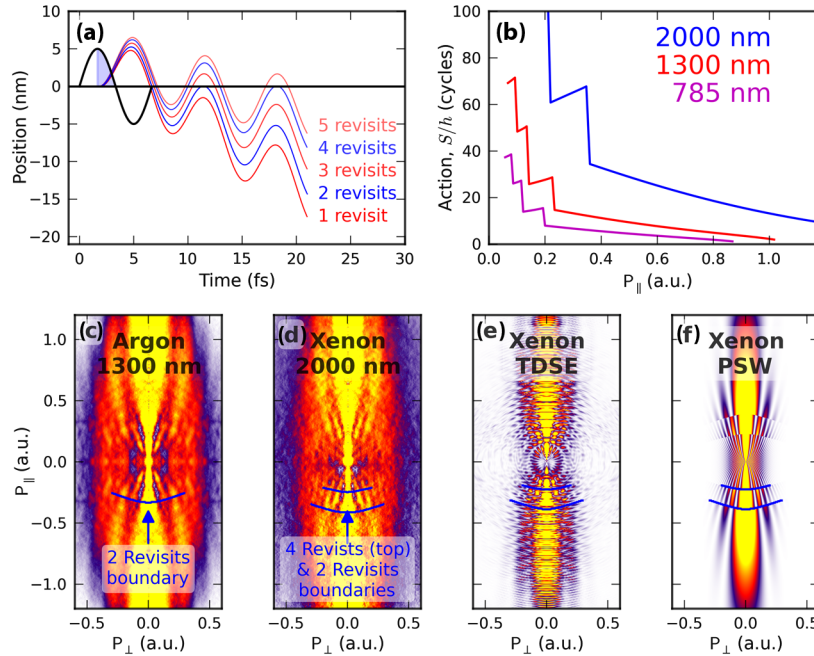 (a)
10
5
0
−5
−10
−15
−20
Position (nm)
5 revisits
4 revisits
3 revisits
2 revisits
1 revisit
0
5
10
15
20
25
30
Time (fs)
(b)
2000 nm
1300 nm
785 nm
100
80
60
40
20
0
Action, S/h (cycles)
0.0
0.2
0.4
0.6
0.8
1.0
P∥ (a.u.)
(c)
Argon
1300 nm
2 Revisits
boundary
1.0
0.5
0.0
−0.5
−1.0
P∥ (a.u.)
−0.5
0.0
0.5
P⊥ (a.u.)
(d)
Xenon
2000 nm
4 Revists (top)
& 2 Revisits
boundaries
−0.5
0.0
0.5
P⊥ (a.u.)
(e)
Xenon
TDSE
−0.5
0.0
0.5
P⊥ (a.u.)
(f)
Xenon
PSW
−0.5
0.0
0.5
P⊥ (a.u.)